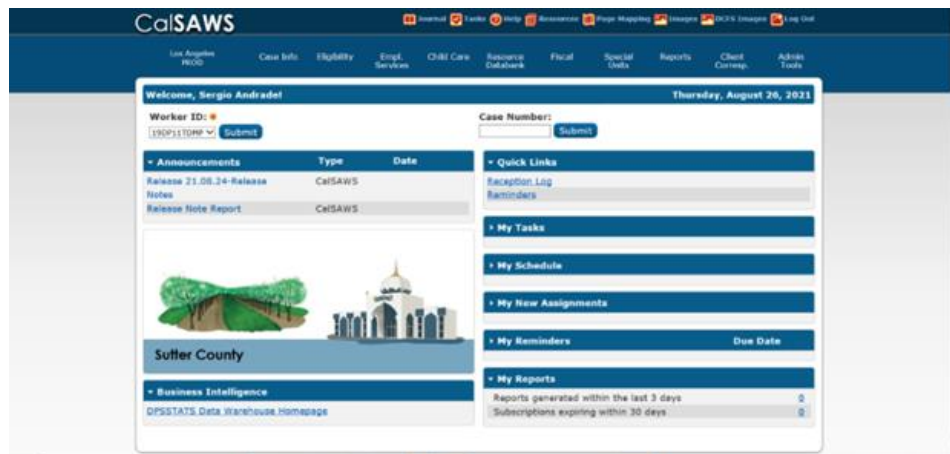 CalSAWS
Journal Tasks Help Resources Page Mapping Images DCFS Images Log Out
Los Angeles PROD
Case Info
Eligibility
Empl. Services
Child Care
Resource Databank
Fiscal
Special Units
Reports
Client Corresp.
Admin Tools
Welcome, Sergio Andrade!
Thursday, August 26, 2021
Worker ID:
Submit
Case Number:
Submit
Announcements Type Date
Release 21.08.24-Release CalSAWS
Notes
Release Note Report CalSAWS
Sutter County
Business Intelligence
DPSSTATS Data Warehouse Homepage
Quick Links
Reception Log
Reminders
My Tasks
My Schedule
My New Assignments
My Reminders Due Date
My Reports
Reports generated within the last 3 days 0
Subscriptions expiring within 30 days 0